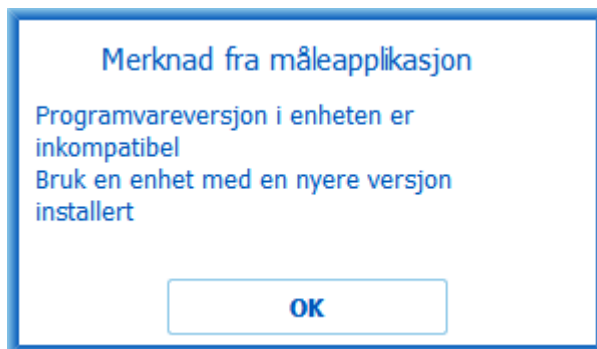 Merknad fra måleapplikasjon
Programvareversjon i enheten er
inkompatibel
Bruk en enhet med en nyere versjon
installert
OK